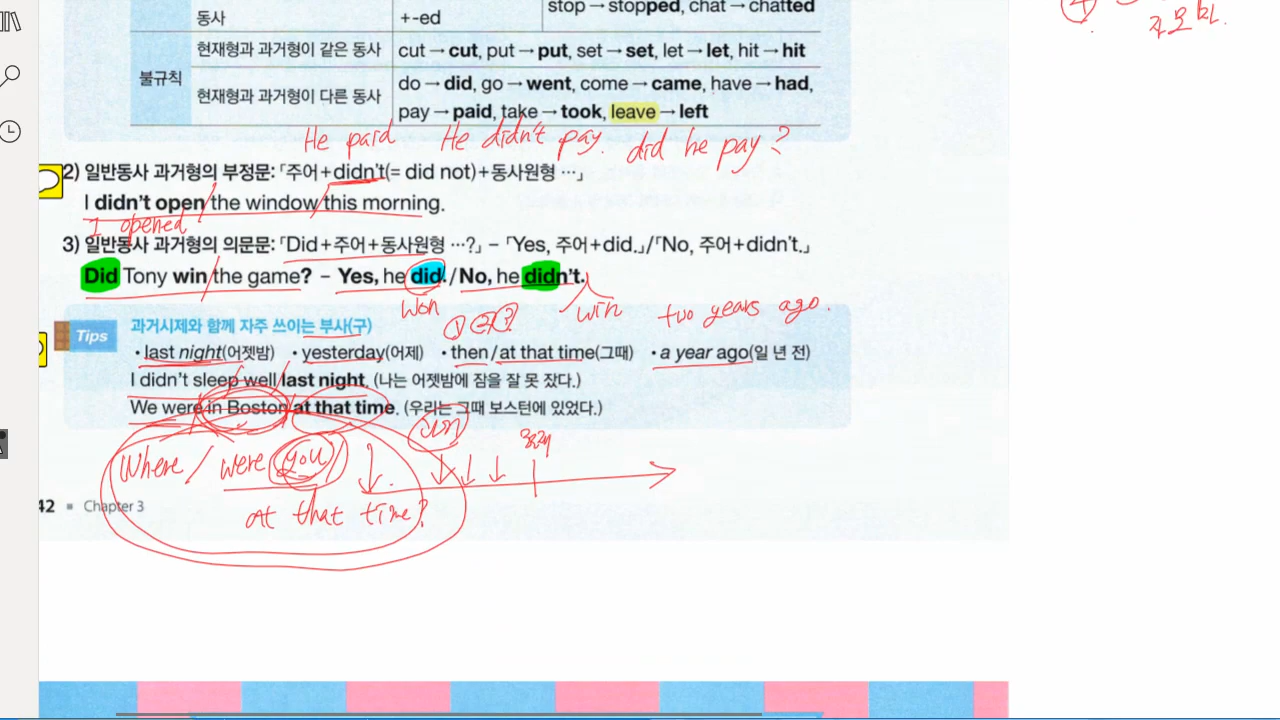 동사
+-ed
stop → stopped, chat → chatted
불규칙
현재형과 과거형이 같은 동사
cut → cut, put → put, set → set, let → let, hit → hit
현재형과 과거형이 다른 동사
do → did, go → went, come → came, have → had,
pay → paid, take → took, leave → left
He paid He didn't pay. did he pay?
2) 일반동사 과거형의 부정문: 「주어+didn't(= did not)+동사원형 …」
I didn't open the window this morning.
I opened
3) 일반동사 과거형의 의문문: 「Did+주어+동사원형 …?」 – 「Yes, 주어+did.」/「No, 주어+didn't.」
Did Tony win the game? – Yes, he did. / No, he didn't.
won
win
two years ago.
Tips
과거시제와 함께 자주 쓰이는 부사(구)
① ② ③
• last night(어젯밤) • yesterday(어제) • then / at that time(그때) • a year ago(일 년 전)
I didn't sleep well last night. (나는 어젯밤에 잠을 잘 못 잤다.)
We were in Boston at that time. (우리는 그때 보스턴에 있었다.)
Where / were you /
at that time?
42 ■ Chapter 3